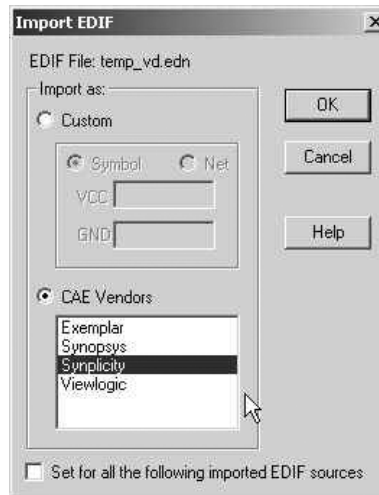 Import EDIF
EDIF File: temp_vd.edn
Import as:
Custom
Symbol Net
VCC
GND
CAE Vendors
Exemplar
Synopsys
Synplicity
Viewlogic
Set for all the following imported EDIF sources
OK
Cancel
Help